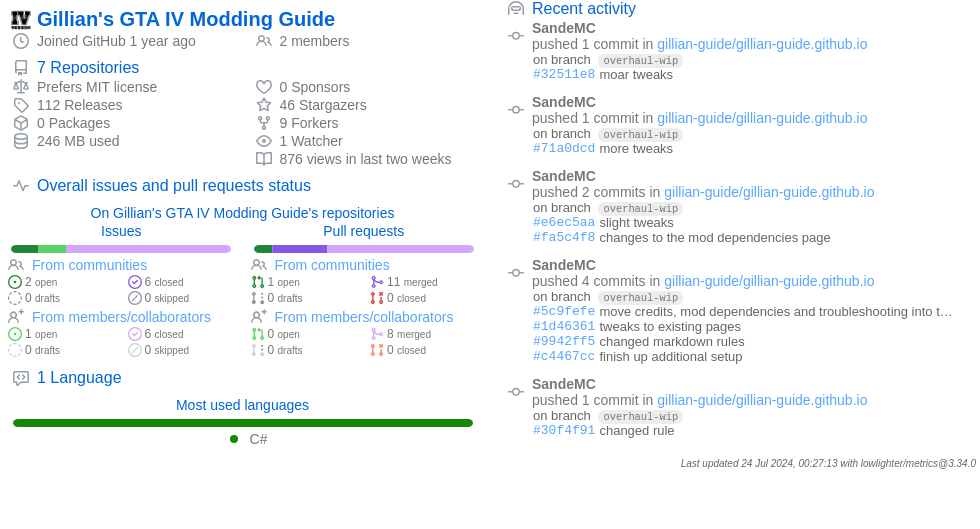 Gillian's GTA IV Modding Guide
Joined GitHub 1 year ago
2 members
7 Repositories
Prefers MIT license
0 Sponsors
112 Releases
46 Stargazers
0 Packages
9 Forkers
246 MB used
1 Watcher
876 views in last two weeks
Overall issues and pull requests status
On Gillian's GTA IV Modding Guide's repositories
Issues
Pull requests
From communities
2 open
6 closed
0 drafts
0 skipped
From members/collaborators
1 open
6 closed
0 drafts
0 skipped
From communities
1 open
11 merged
0 drafts
0 closed
From members/collaborators
0 open
8 merged
0 drafts
0 closed
1 Language
Most used languages
C#
Recent activity
SandeMC
pushed 1 commit in gillian-guide/gillian-guide.github.io
on branch overhaul-wip
#32511e8 moar tweaks
SandeMC
pushed 1 commit in gillian-guide/gillian-guide.github.io
on branch overhaul-wip
#71a0dcd more tweaks
SandeMC
pushed 2 commits in gillian-guide/gillian-guide.github.io
on branch overhaul-wip
#e6ec5aa slight tweaks
#fa5c4f8 changes to the mod dependencies page
SandeMC
pushed 4 commits in gillian-guide/gillian-guide.github.io
on branch overhaul-wip
#5c9fefe move credits, mod dependencies and troubleshooting into t…
#1d46361 tweaks to existing pages
#9942ff5 changed markdown rules
#c4467cc finish up additional setup
SandeMC
pushed 1 commit in gillian-guide/gillian-guide.github.io
on branch overhaul-wip
#30f4f91 changed rule
Last updated 24 Jul 2024, 00:27:13 with lowlighter/metrics@3.34.0